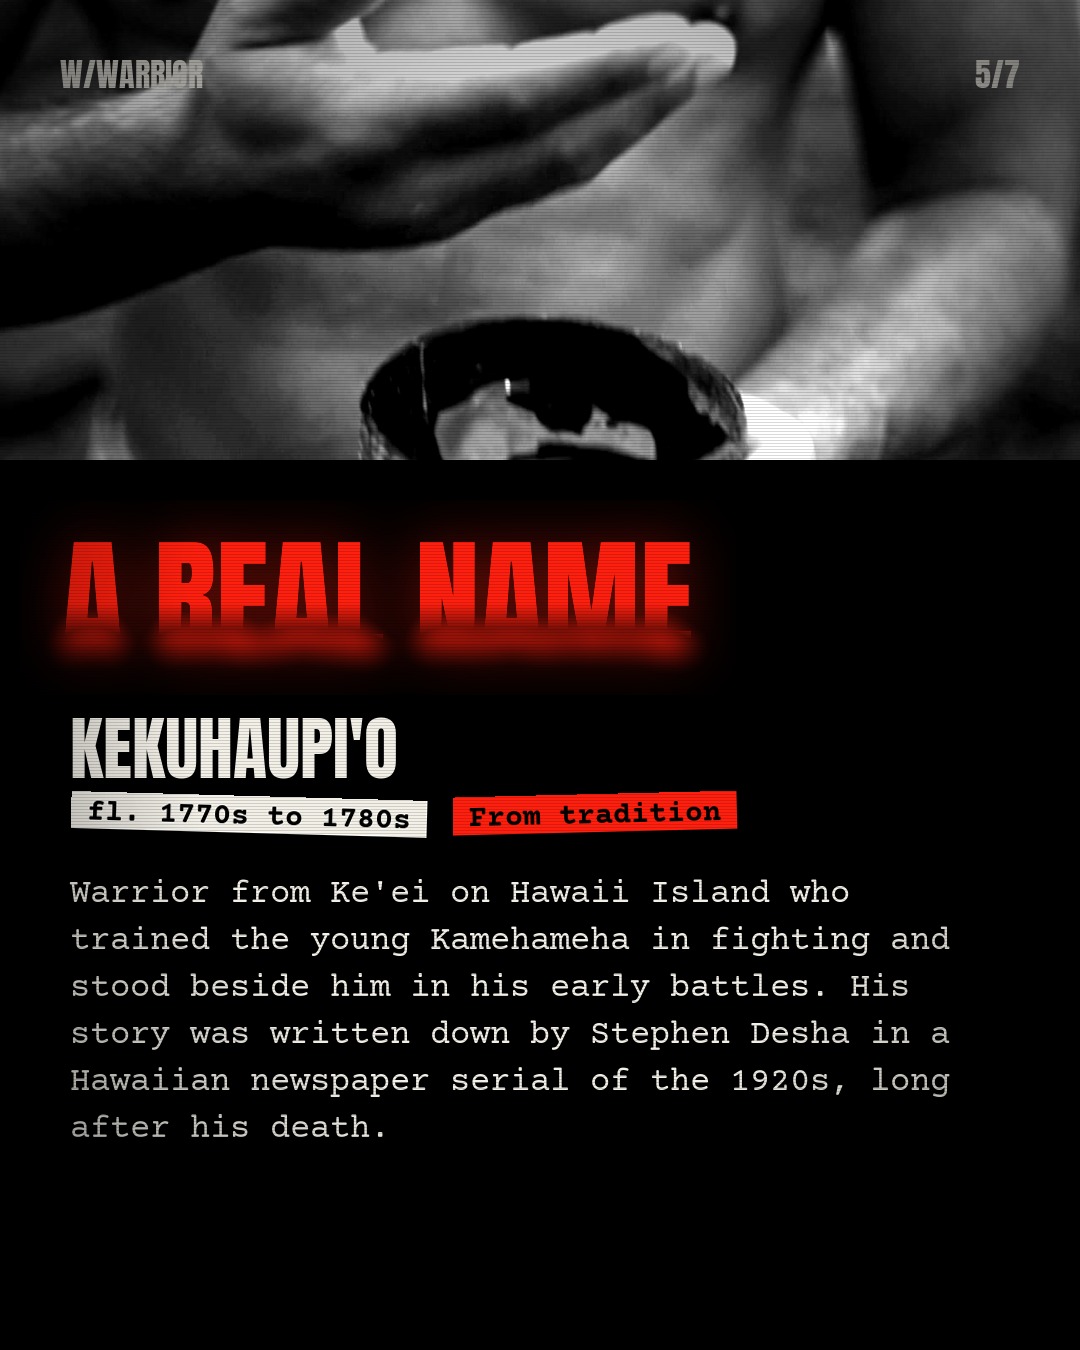 W/WARRIOR
5/7
A REAL NAME
KEKUHAUPI'O
fl. 1770s to 1780s
From tradition
Warrior from Ke'ei on Hawaii Island who
trained the young Kamehameha in fighting and
stood beside him in his early battles. His
story was written down by Stephen Desha in a
Hawaiian newspaper serial of the 1920s, long
after his death.